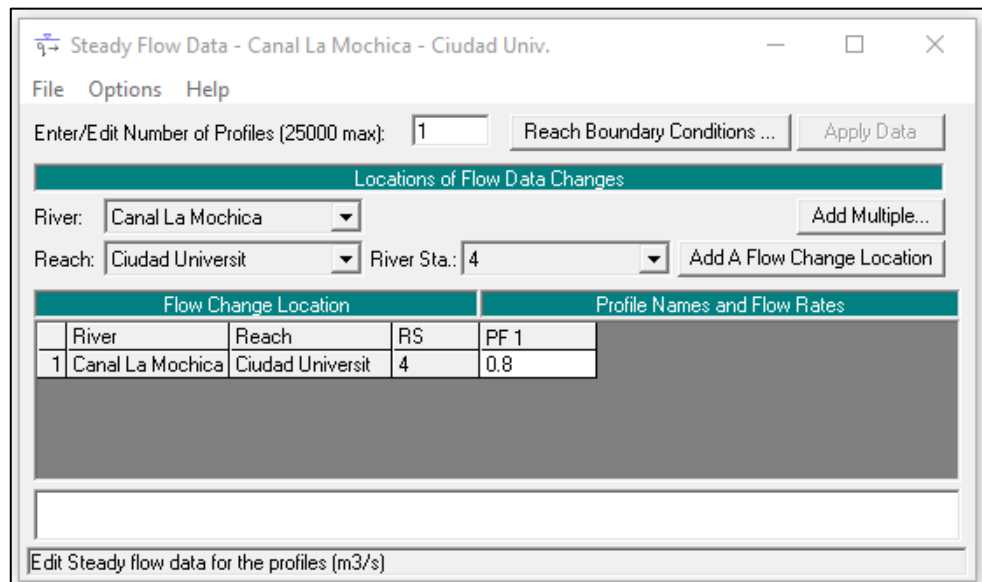 Steady Flow Data - Canal La Mochica - Ciudad Univ.
File Options Help
Enter/Edit Number of Profiles (25000 max): 1 Reach Boundary Conditions ... Apply Data
Locations of Flow Data Changes
River: Canal La Mochica Add Multiple...
Reach: Ciudad Universit River Sta.: 4 Add A Flow Change Location
Flow Change Location Profile Names and Flow Rates
River Reach RS PF 1
1 Canal La Mochica Ciudad Universit 4 0.8
Edit Steady flow data for the profiles (m3/s)